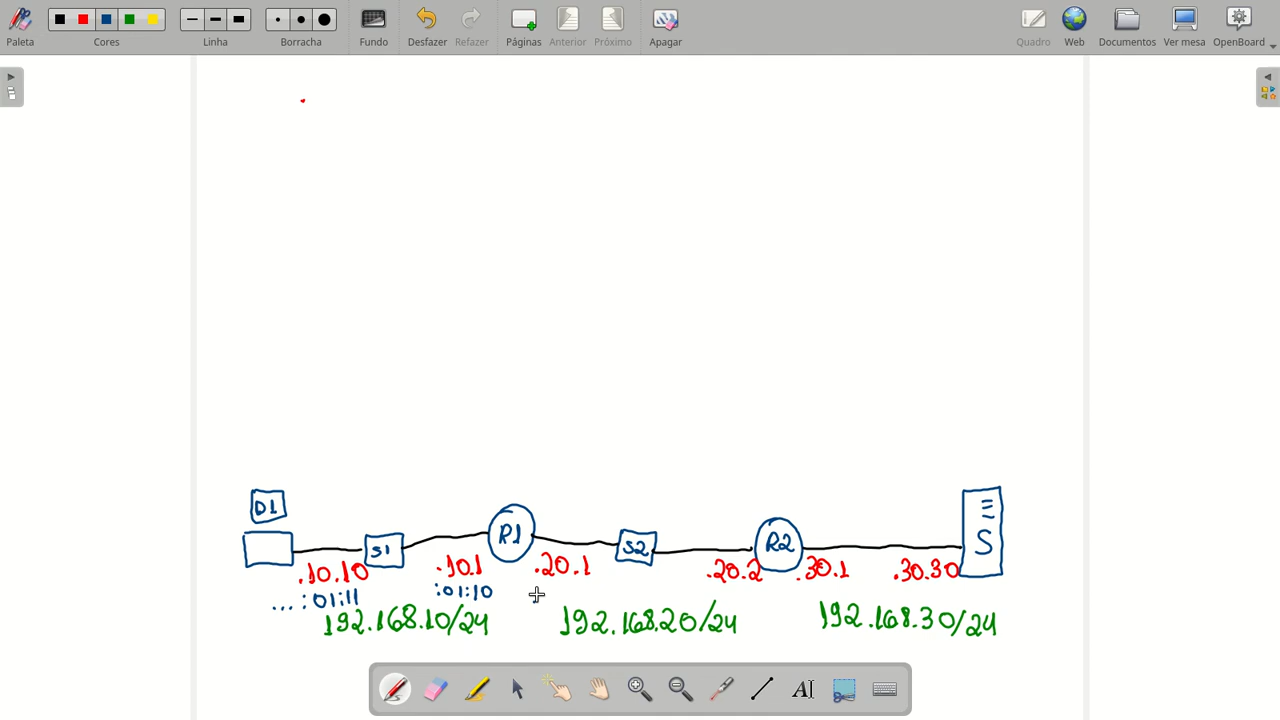 Paleta Cores Linha Borracha Fundo Desfazer Refazer Páginas Anterior Próximo Apagar Quadro Web Documentos Ver mesa OpenBoard
D1
S1 R1 S2 R2 S
.10.10 .10.1 .20.1 .20.2 .30.1 .30.30
...:01:11 :01:10
192.168.10/24 192.168.20/24 192.168.30/24
AI